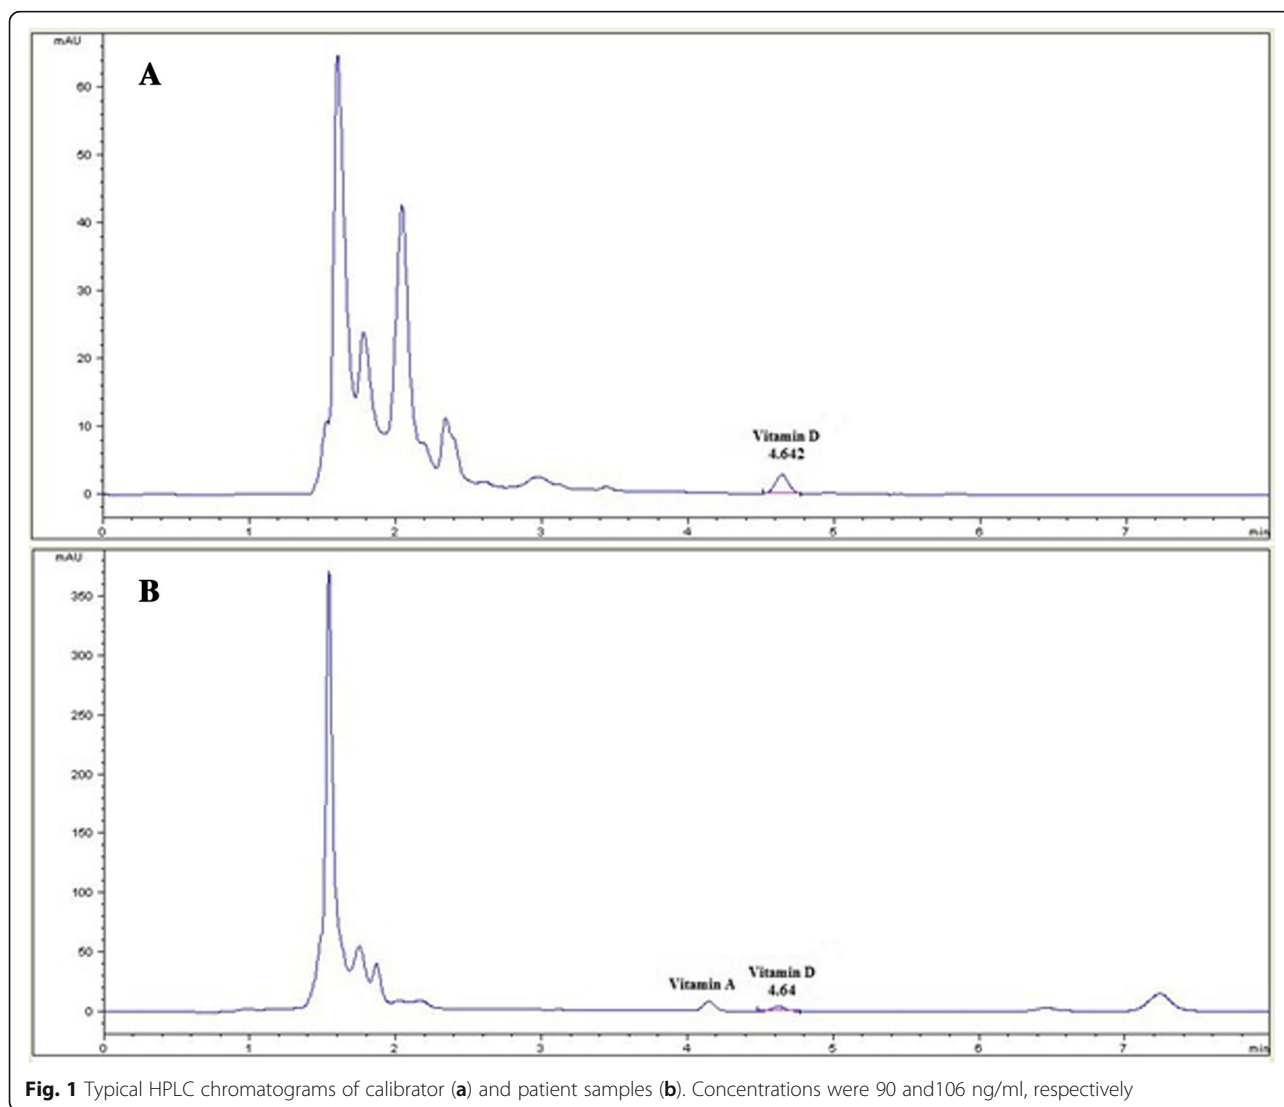 mAU
A
60
50
40
30
20
10
0
Vitamin D
4.642
0 1 2 3 4 5 6 7 min
mAU
B
350
300
250
200
150
100
50
0
Vitamin A
Vitamin D
4.64
0 1 2 3 4 5 6 7 min
Fig. 1 Typical HPLC chromatograms of calibrator (a) and patient samples (b). Concentrations were 90 and106 ng/ml, respectively